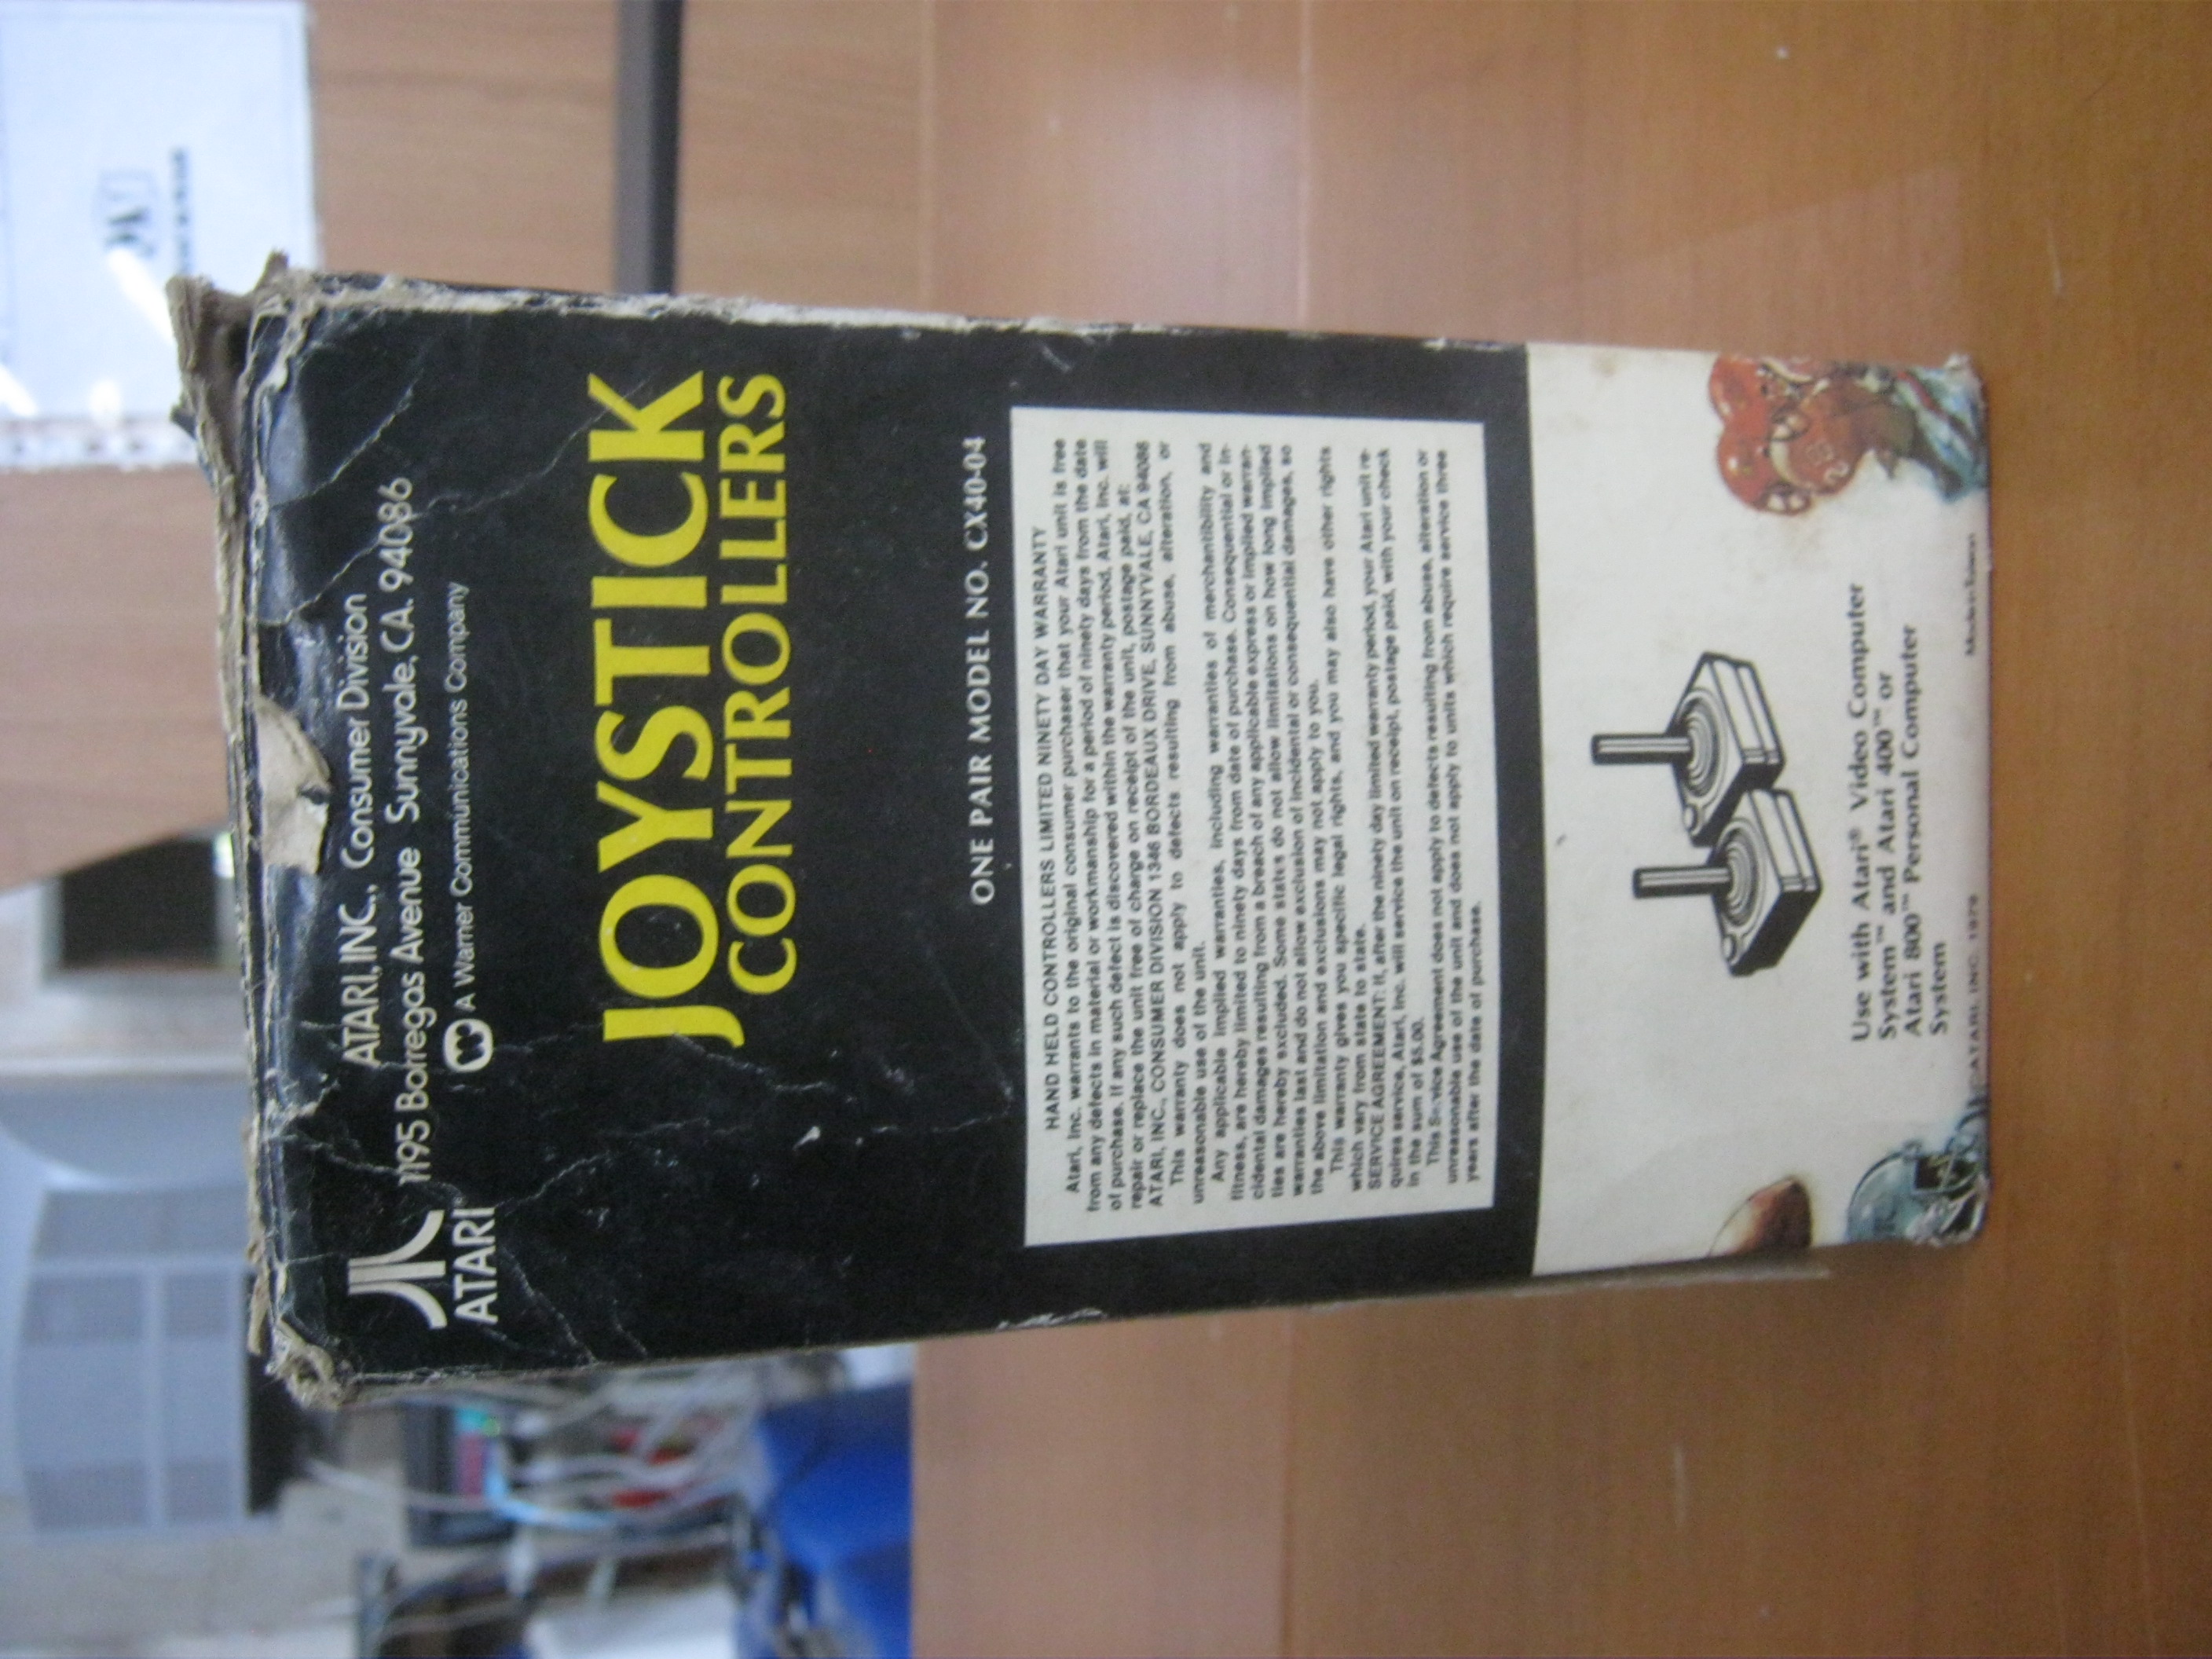 ATARI
ATARI, INC., Consumer Division
1195 Borregas Avenue Sunnyvale, CA. 94086
A Warner Communications Company
JOYSTICK
CONTROLLERS
ONE PAIR MODEL NO. CX40-04
HAND HELD CONTROLLERS LIMITED NINETY DAY WARRANTY
Atari, Inc. warrants to the original consumer purchaser that your Atari unit is free
from any defects in material or workmanship for a period of ninety days from the date
of purchase. If any such defect is discovered within the warranty period, Atari, Inc. will
repair or replace the unit free of charge on receipt of the unit, postage paid, at:
ATARI, INC., CONSUMER DIVISION 1346 BORDEAUX DRIVE, SUNNYVALE, CA 94086
This warranty does not apply to defects resulting from abuse, alteration, or
unreasonable use of the unit.
Any applicable implied warranties, including warranties of merchantibility and
fitness, are hereby limited to ninety days from date of purchase. Consequential or in-
cidental damages resulting from a breach of any applicable express or implied warran-
ties are hereby excluded. Some states do not allow limitations on how long implied
warranties last and do not allow exclusion of incidental or consequential damages, so
the above limitation and exclusions may not apply to you.
This warranty gives you specific legal rights, and you may also have other rights
which vary from state to state.
SERVICE AGREEMENT: If, after the ninety day limited warranty period, your Atari unit re-
quires service, Atari, Inc. will service the unit on receipt, postage paid, with your check
in the sum of $5.00.
This Service Agreement does not apply to defects resulting from abuse, alteration or
unreasonable use of the unit and does not apply to units which require service three
years after the date of purchase.
Use with Atari® Video Computer
System™ and Atari 400™ or
Atari 800™ Personal Computer
System
© ATARI, INC. 1979